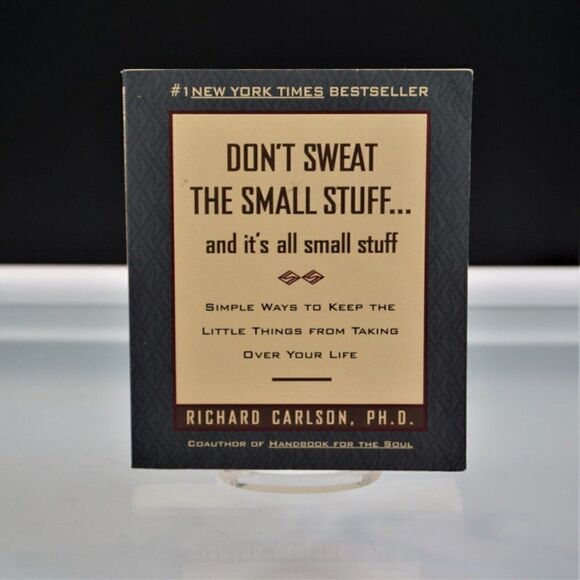 #1 NEW YORK TIMES BESTSELLER
DON'T SWEAT
THE SMALL STUFF...
and it's all small stuff
SIMPLE WAYS TO KEEP THE
LITTLE THINGS FROM TAKING
OVER YOUR LIFE
RICHARD CARLSON, PH.D.
COAUTHOR OF HANDBOOK FOR THE SOUL